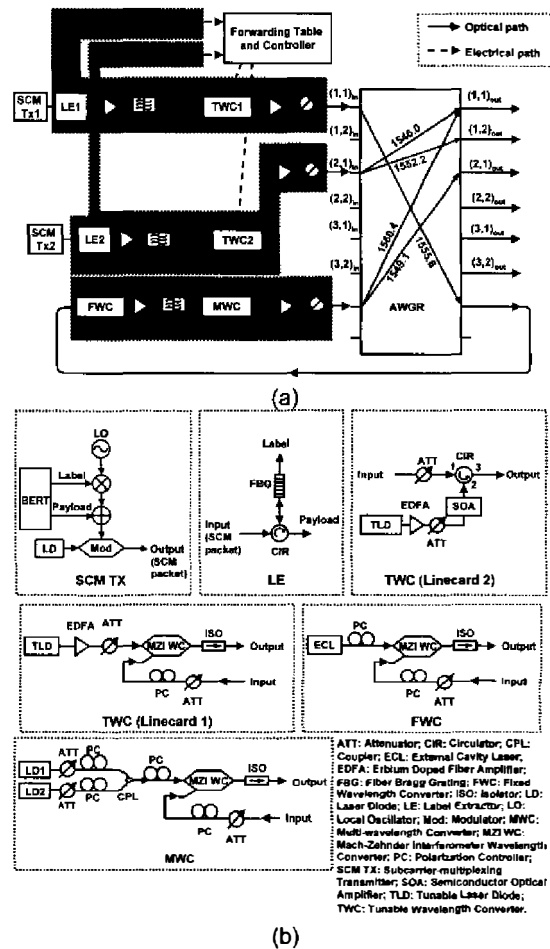 Forwarding Table
and Controller
Optical path
Electrical path
SCM
Tx1
LE1
TWC1
(1,1)in
(1,1)out
(1,2)in
1546.0
(1,2)out
(2,1)in
1552.2
(2,1)out
(2,2)in
(2,2)out
SCM
Tx2
LE2
TWC2
(3,1)in
1560.4
1555.8
(3,1)out
(3,2)in
1549.1
(3,2)out
FWC
MWC
AWGR
(a)
LO
BERT
Label
Payload
LD
Mod
Output
(SCM
packet)
SCM TX
Label
FBG
Input
(SCM packet)
Payload
CIR
LE
Input
ATT
CIR
1
3
2
Output
EDFA
SOA
TLD
ATT
TWC (Linecard 2)
EDFA
ATT
TLD
MZI WC
ISO
Output
PC
ATT
Input
TWC (Linecard 1)
PC
ECL
MZI WC
ISO
Output
PC
ATT
Input
FWC
ATT
PC
LD1
PC
LD2
ATT
PC
CPL
MZI WC
ISO
Output
PC
ATT
Input
MWC
ATT: Attenuator; CIR: Circulator; CPL:
Coupler; ECL: External Cavity Laser,
EDFA: Erbium Doped Fiber Amplifier;
FBG: Fiber Bragg Grating; FWC: Fixed
Wavelength Converter; ISO: Isolator; LD:
Laser Diode; LE: Label Extractor; LO:
Local Oscillator; Mod: Modulator; MWC:
Multi-wavelength Converter; MZI WC:
Mach-Zehnder Interferometer Wavelength
Converter; PC: Polarization Controller;
SCM TX: Subcarrier-multiplexing
Transmitter; SOA: Semiconductor Optical
Amplifier; TLD: Tunable Laser Diode;
TWC: Tunable Wavelength Converter.
(b)